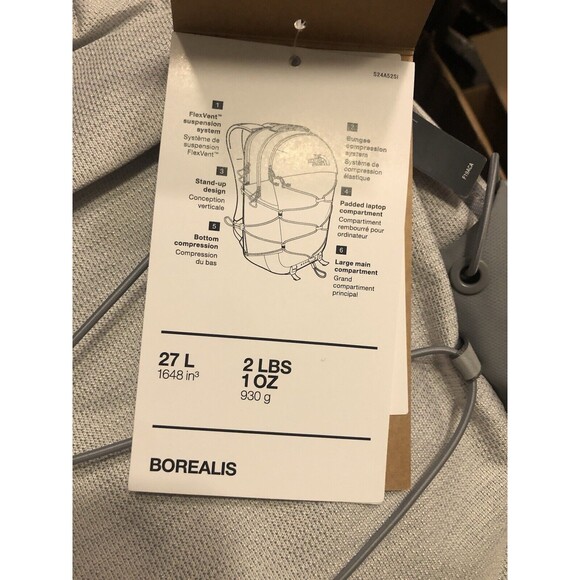 S24AS25i
1
FlexVent™
suspension
system
Système de
suspension
FlexVent™
2
Bungee
compression
system
Système de
compression
élastique
3
Stand-up
design
Conception
verticale
4
Padded laptop
compartment
Compartiment
rembourré pour
ordinateur
5
Bottom
compression
Compression
du bas
6
Large main
compartment
Grand
compartiment
principal
27 L
1648 in³
2 LBS
1 OZ
930 g
BOREALIS